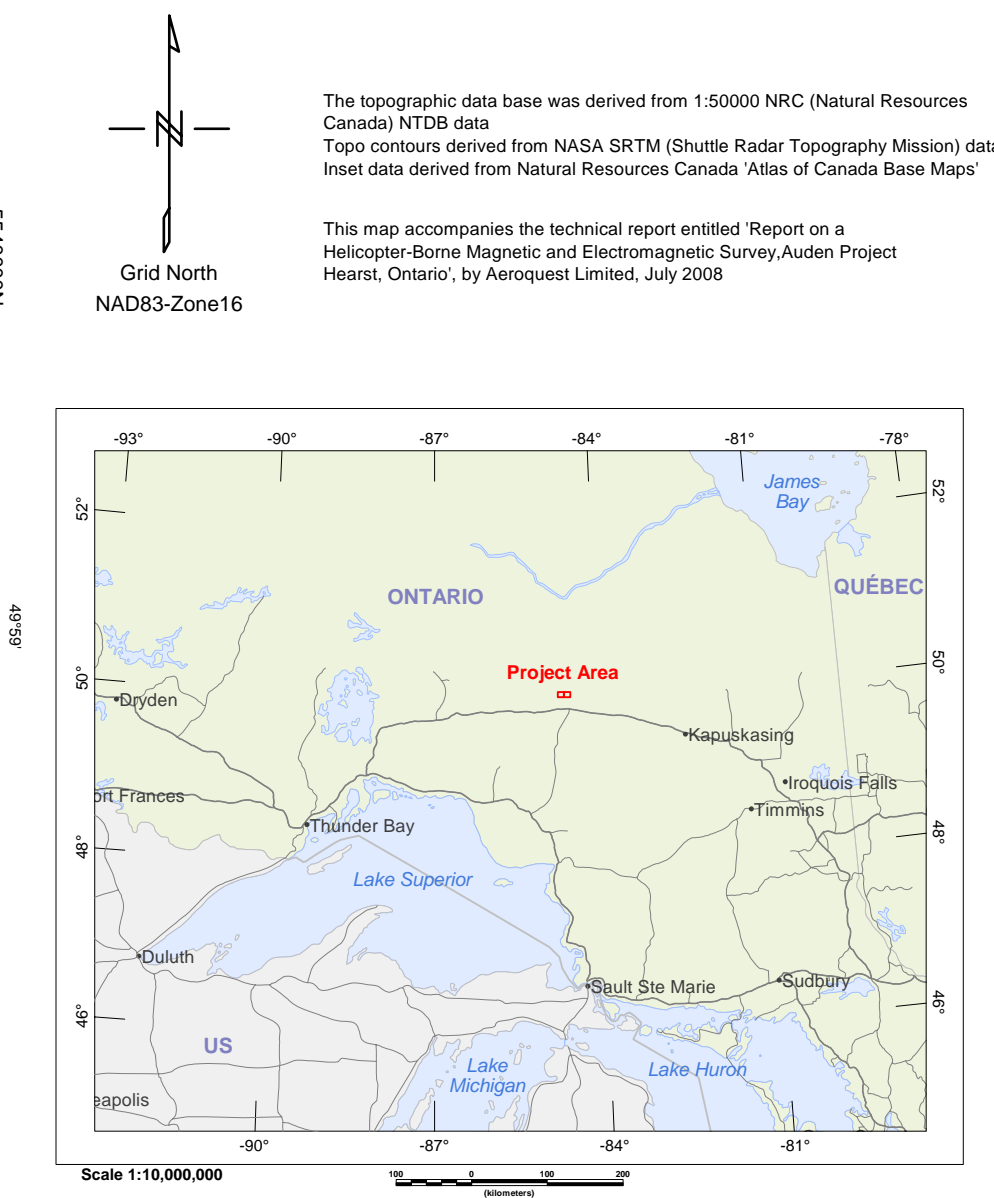 N
Grid North
NAD83-Zone16
The topographic data base was derived from 1:50000 NRC (Natural Resources
Canada) NTDB data
Topo contours derived from NASA SRTM (Shuttle Radar Topography Mission) data
Inset data derived from Natural Resources Canada 'Atlas of Canada Base Maps'
This map accompanies the technical report entitled 'Report on a
Helicopter-Borne Magnetic and Electromagnetic Survey,Auden Project
Hearst, Ontario', by Aeroquest Limited, July 2008
49°59'
-93° -90° -87° -84° -81° -78°
James
Bay
52° 52°
ONTARIO
QUÉBEC
50° 50°
Project Area
Dryden
Kapuskasing
Iroquois Falls
ort Frances
Timmins
Thunder Bay
48° 48°
Lake Superior
Duluth
Sault Ste Marie
Sudbury
46° 46°
US
Lake
Michigan
Lake Huron
eapolis
-90° -87° -84° -81°
Scale 1:10,000,000
100 0 100 200
(kilometers)